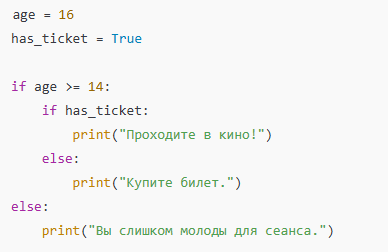 age = 16
has_ticket = True
if age >= 14:
    if has_ticket:
        print("Проходите в кино!")
    else:
        print("Купите билет.")
else:
    print("Вы слишком молоды для сеанса.")